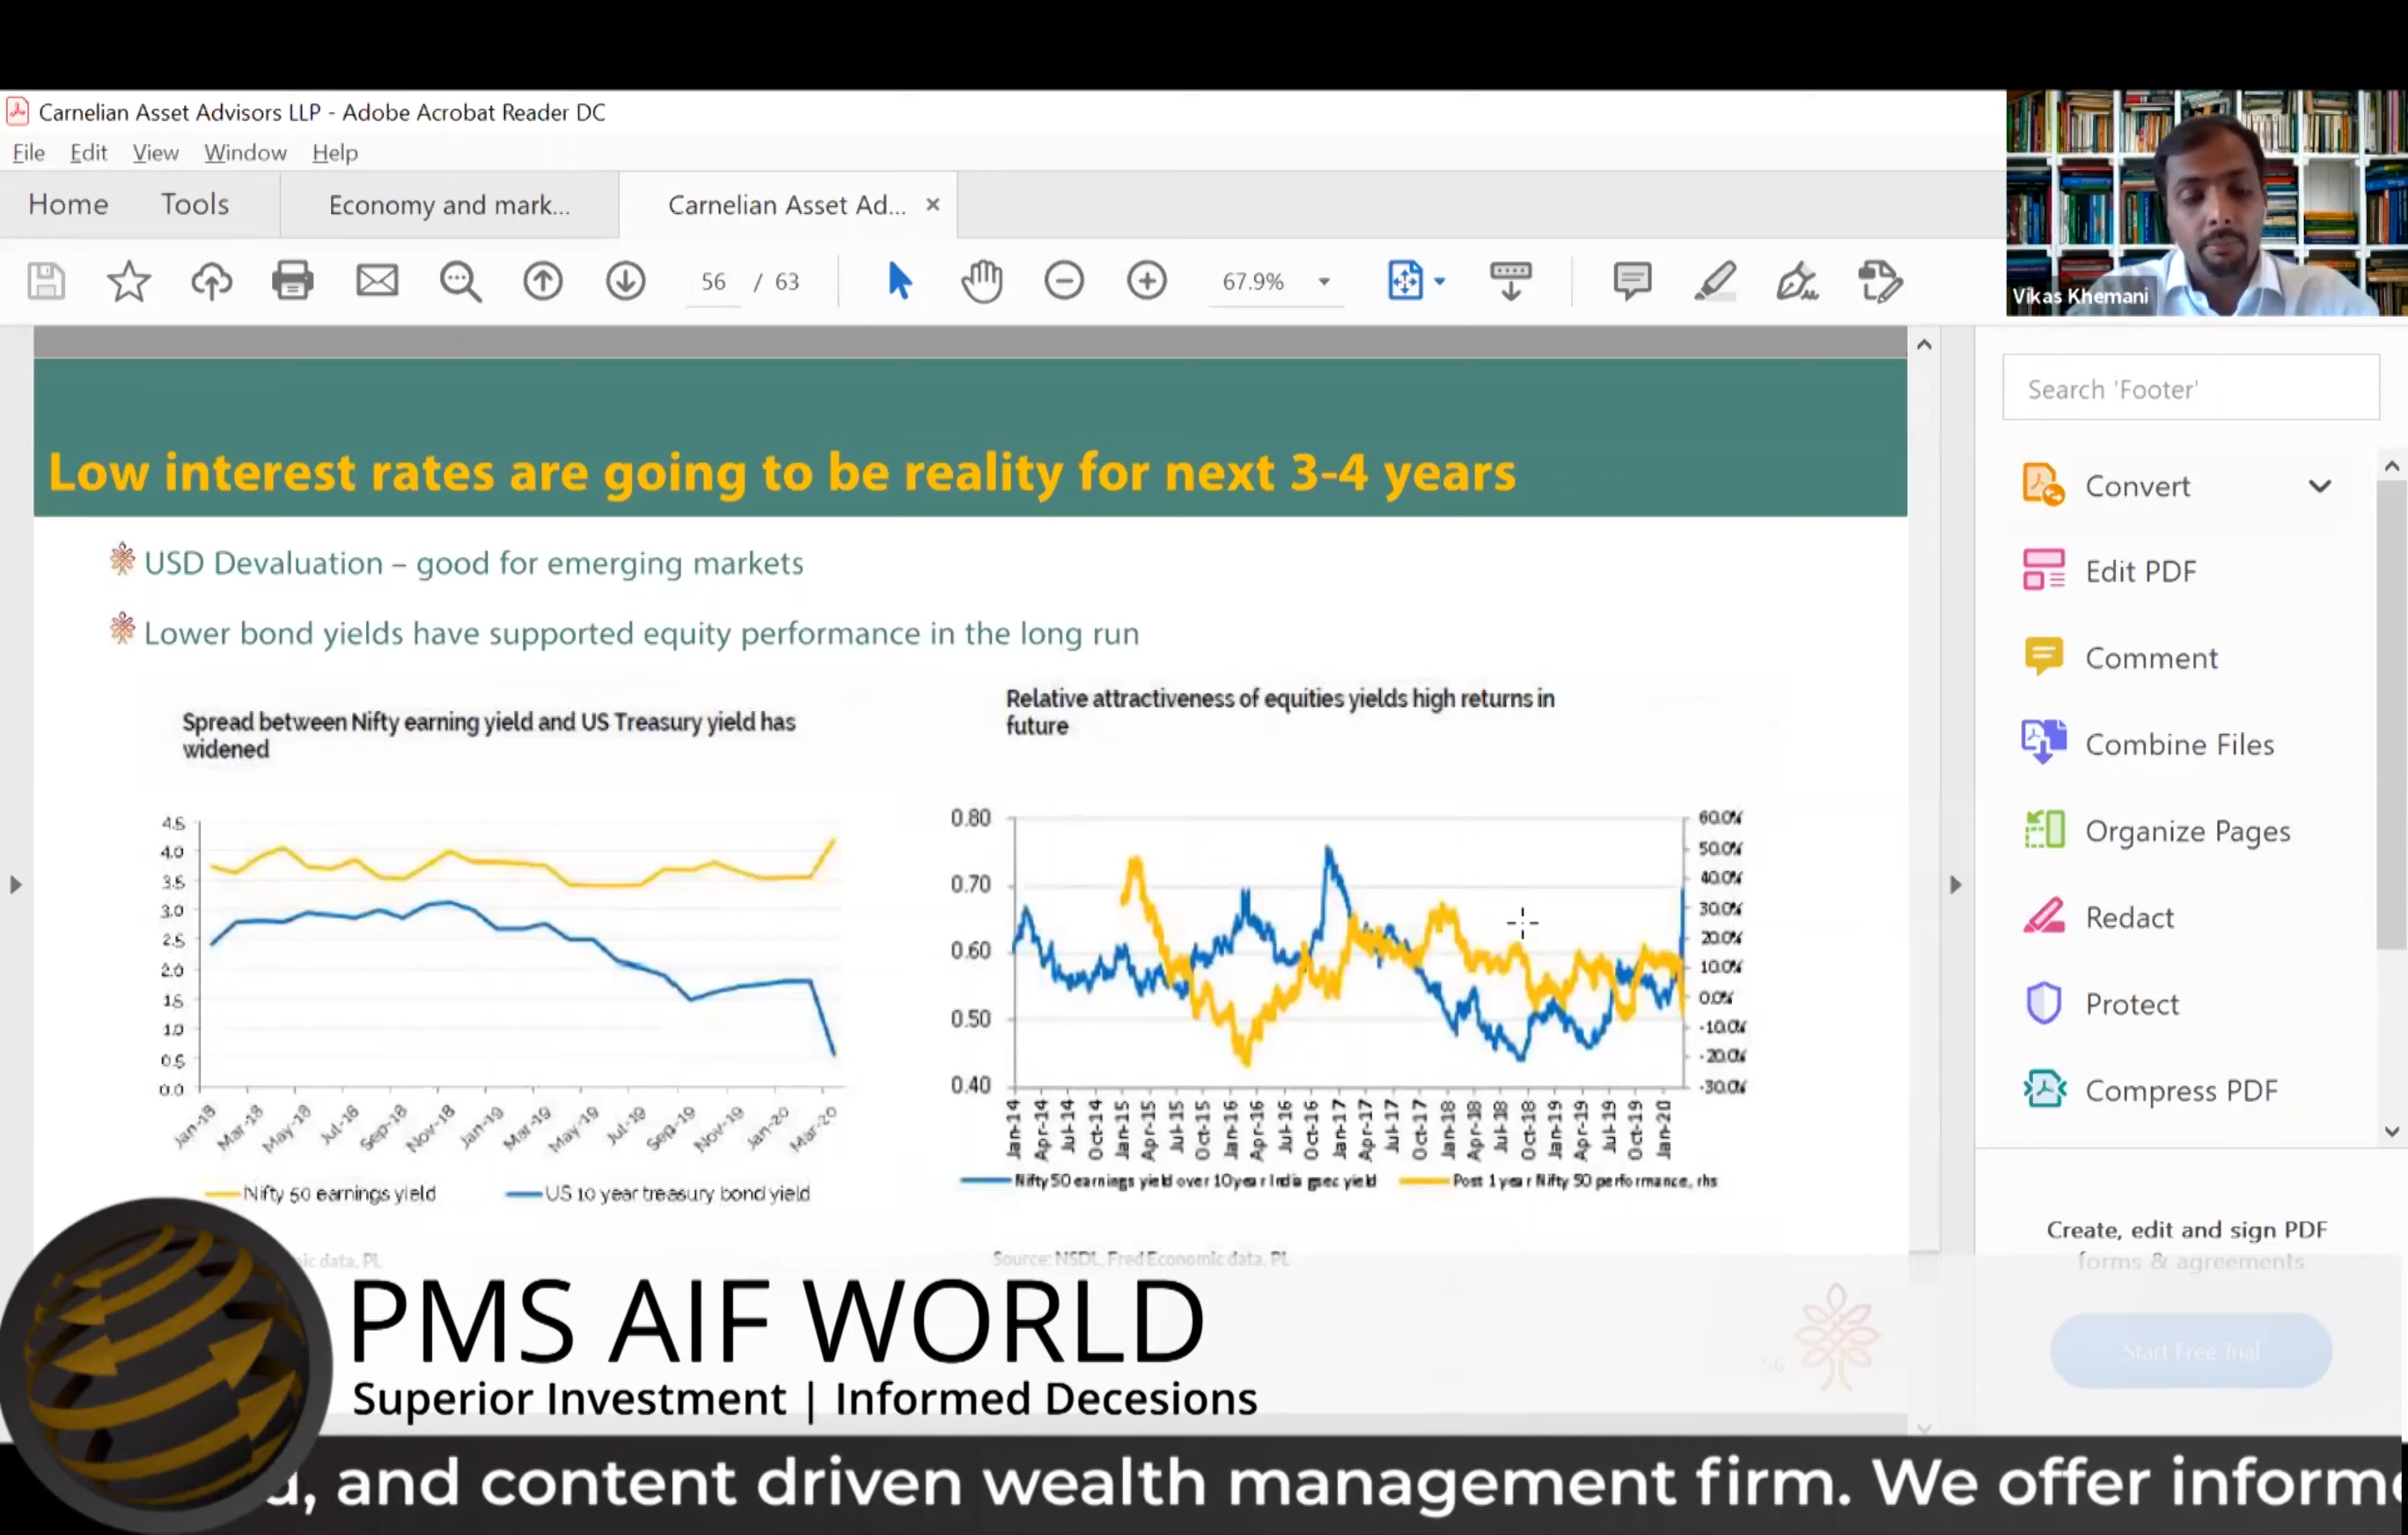 Carnelian Asset Advisors LLP - Adobe Acrobat Reader DC
File Edit View Window Help
Home Tools Economy and mark... Carnelian Asset Ad... ×
56 / 63 67.9%
Vikas Khemani
Low interest rates are going to be reality for next 3-4 years
USD Devaluation – good for emerging markets
Lower bond yields have supported equity performance in the long run
Spread between Nifty earning yield and US Treasury yield has
widened
4.5
4.0
3.5
3.0
2.5
2.0
1.5
1.0
0.5
0.0
Jan-18 Mar-18 May-18 Jul-18 Sep-18 Nov-18 Jan-19 Mar-19 May-19 Jul-19 Sep-19 Nov-19 Jan-20 Mar-20
Nifty 50 earnings yield US 10 year treasury bond yield
Relative attractiveness of equities yields high returns in
future
0.80
0.70
0.60
0.50
0.40
60.0%
50.0%
40.0%
30.0%
20.0%
10.0%
0.0%
-10.0%
-20.0%
-30.0%
Jan-14 Apr-14 Jul-14 Oct-14 Jan-15 Apr-15 Jul-15 Oct-15 Jan-16 Apr-16 Jul-16 Oct-16 Jan-17 Apr-17 Jul-17 Oct-17 Jan-18 Apr-18 Jul-18 Oct-18 Jan-19 Apr-19 Jul-19 Oct-19 Jan-20
Nifty 50 earnings yield over 10 year India gsec yield Post 1 year Nifty 50 performance, rhs
ic data, PL
Source: NSDL, Fred Economic data, PL
56
Search 'Footer'
Convert
Edit PDF
Comment
Combine Files
Organize Pages
Redact
Protect
Compress PDF
Create, edit and sign PDF
forms & agreements
Start Free Trial
PMS AIF WORLD
Superior Investment | Informed Decesions
d, and content driven wealth management firm. We offer inform